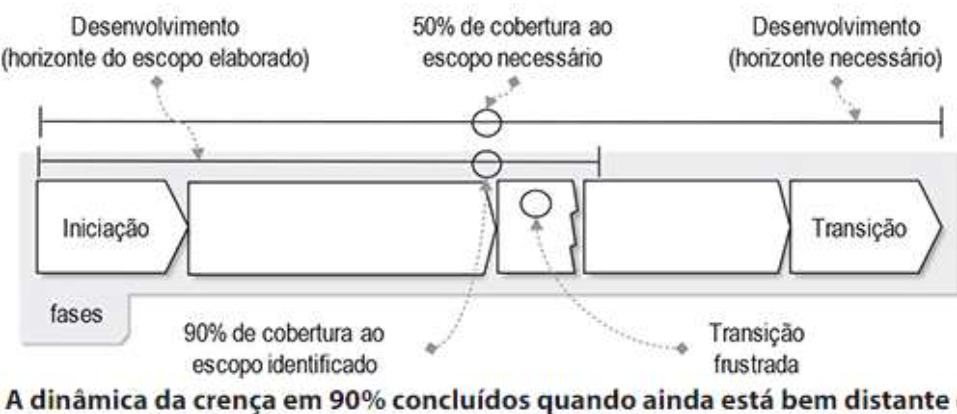 Desenvolvimento
(horizonte do escopo elaborado)
50% de cobertura ao
escopo necessário
Desenvolvimento
(horizonte necessário)
Iniciação
Transição
fases
90% de cobertura ao
escopo identificado
Transição
frustrada
A dinâmica da crença em 90% concluídos quando ainda está bem distante